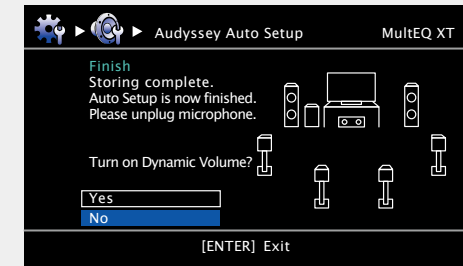 Audyssey Auto Setup MultEQ XT
Finish
Storing complete.
Auto Setup is now finished.
Please unplug microphone.
Turn on Dynamic Volume?
Yes
No
[ENTER] Exit